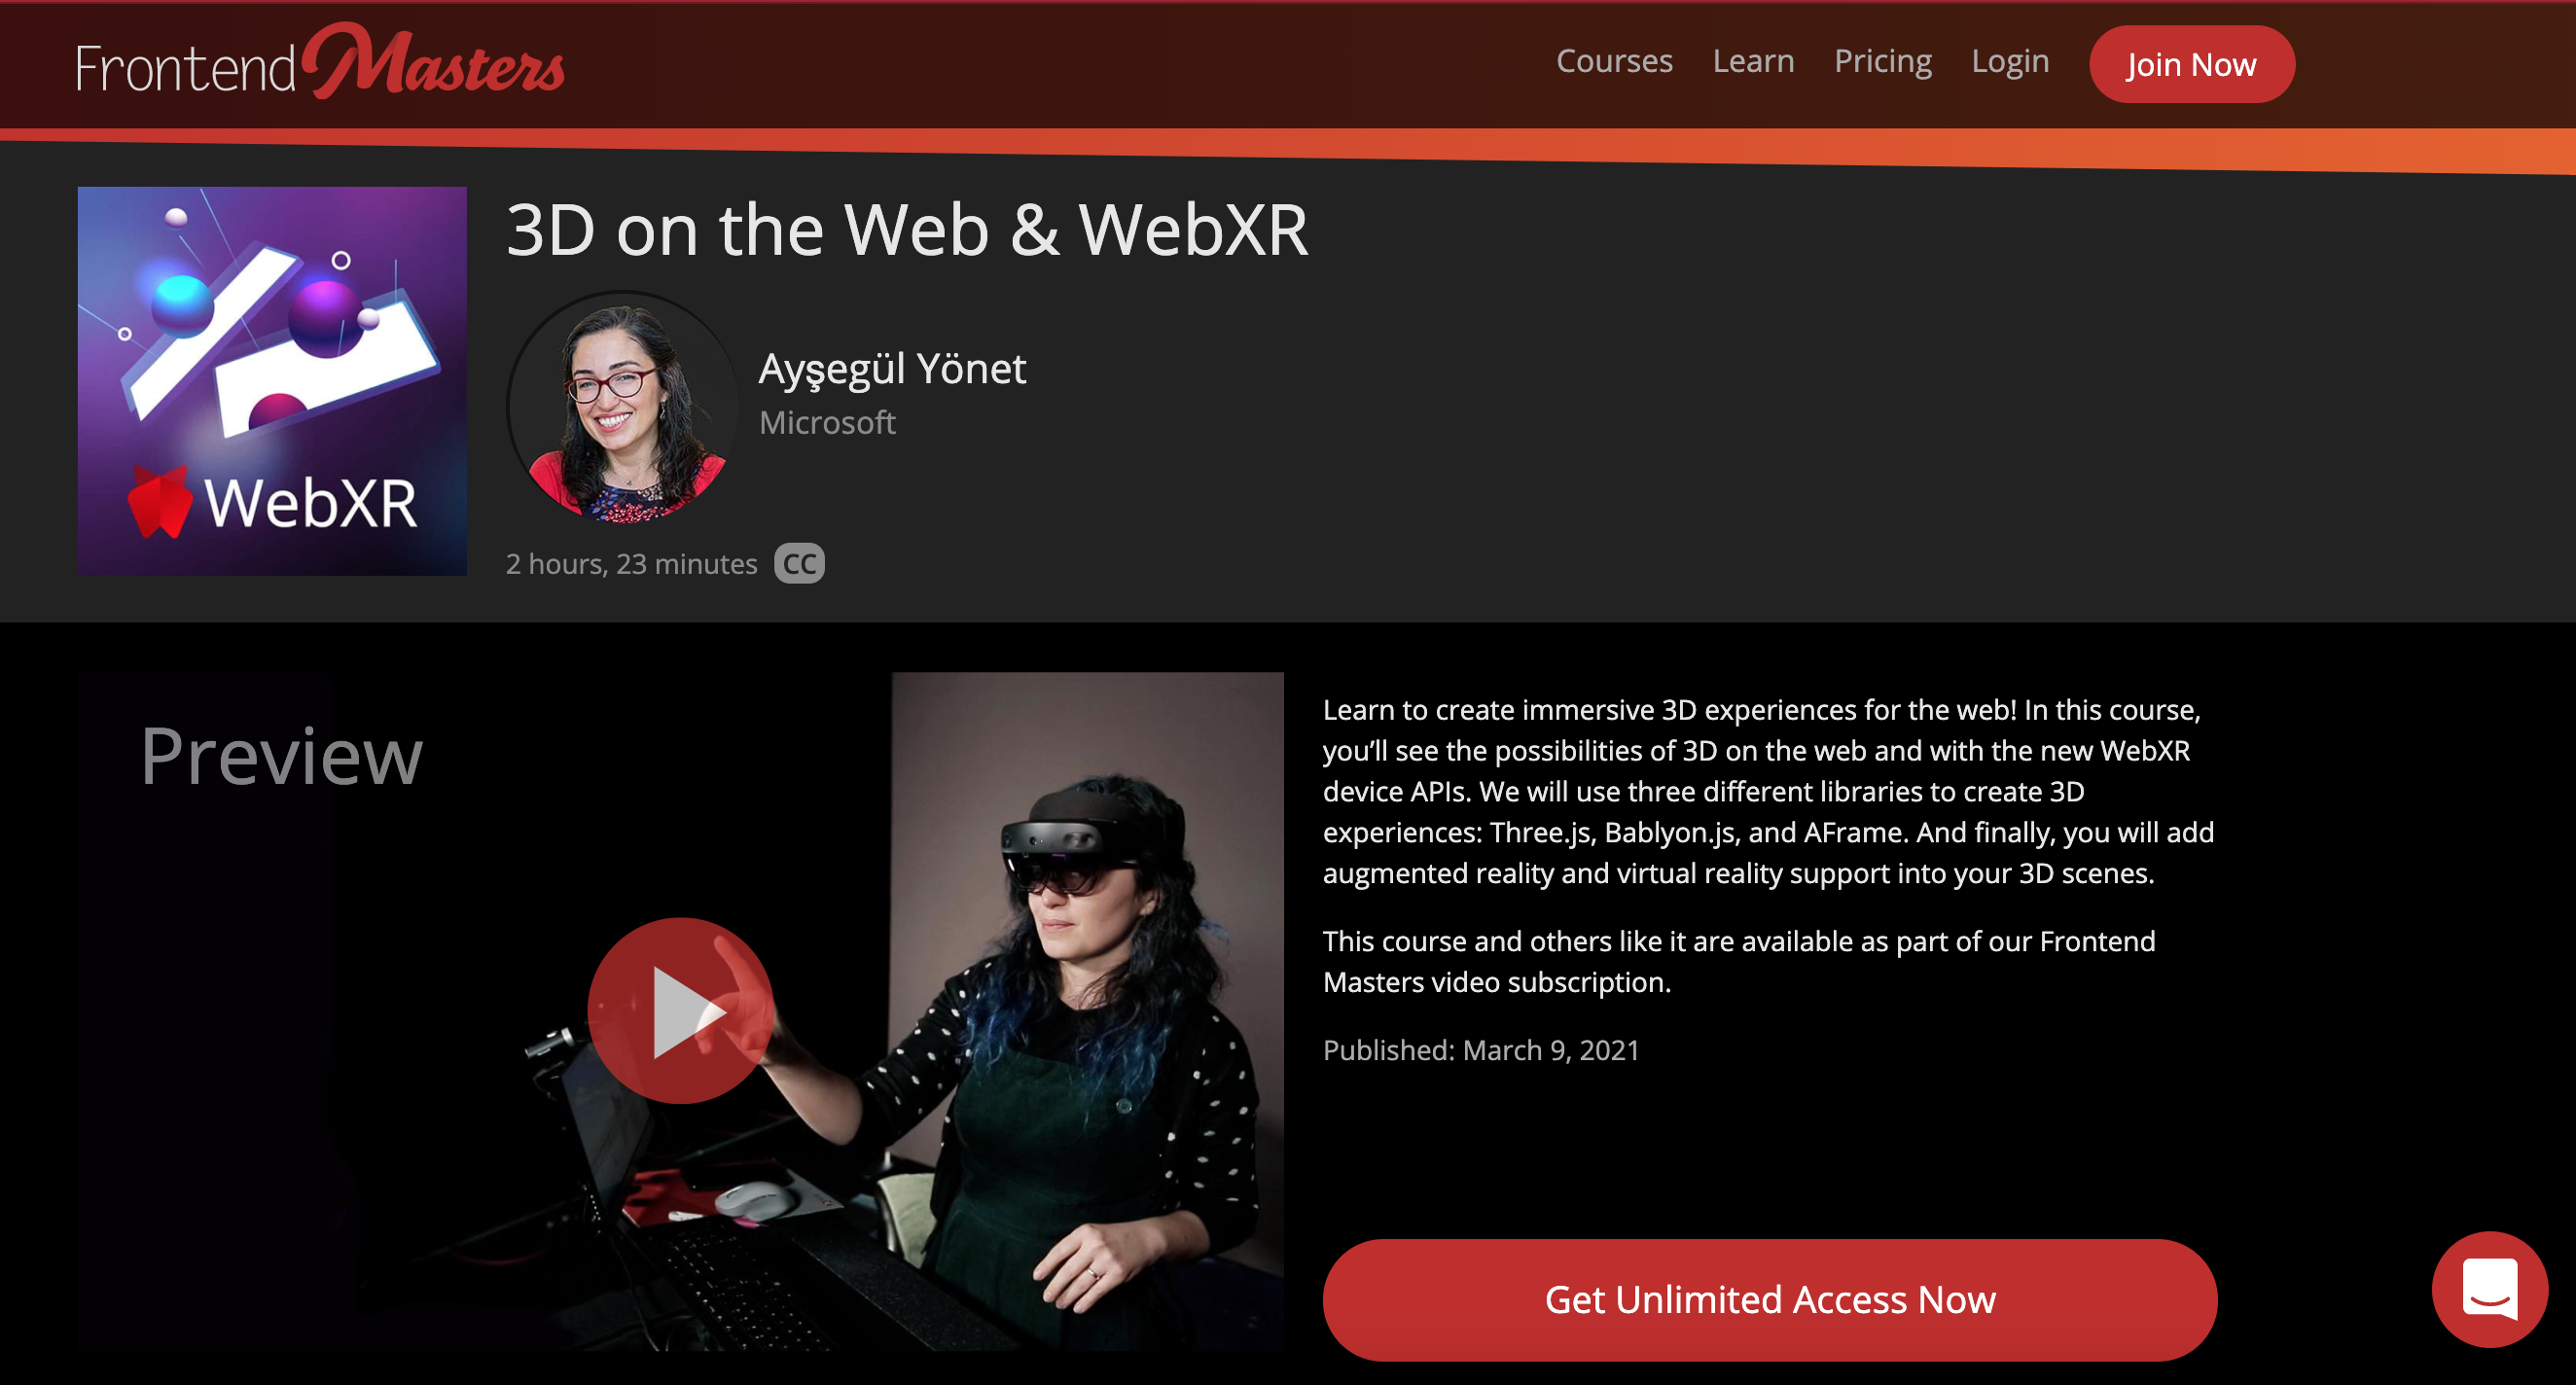 Frontend Masters
Courses Learn Pricing Login Join Now
3D on the Web & WebXR
Ayşegül Yönet
Microsoft
WebXR
2 hours, 23 minutes CC
Preview
Learn to create immersive 3D experiences for the web! In this course,
you’ll see the possibilities of 3D on the web and with the new WebXR
device APIs. We will use three different libraries to create 3D
experiences: Three.js, Bablyon.js, and AFrame. And finally, you will add
augmented reality and virtual reality support into your 3D scenes.
This course and others like it are available as part of our Frontend
Masters video subscription.
Published: March 9, 2021
Get Unlimited Access Now